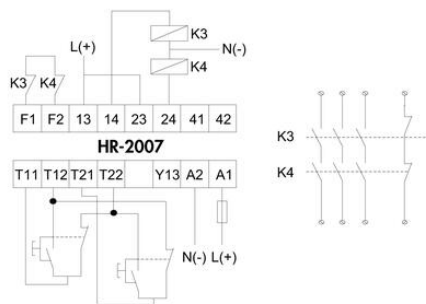 L(+)
K3
N(-)
K4
K3 K4
F1 F2 13 14 23 24 41 42
HR-2007
T11 T12 T21 T22 Y13 A2 A1
N(-) L(+)
K3
K4